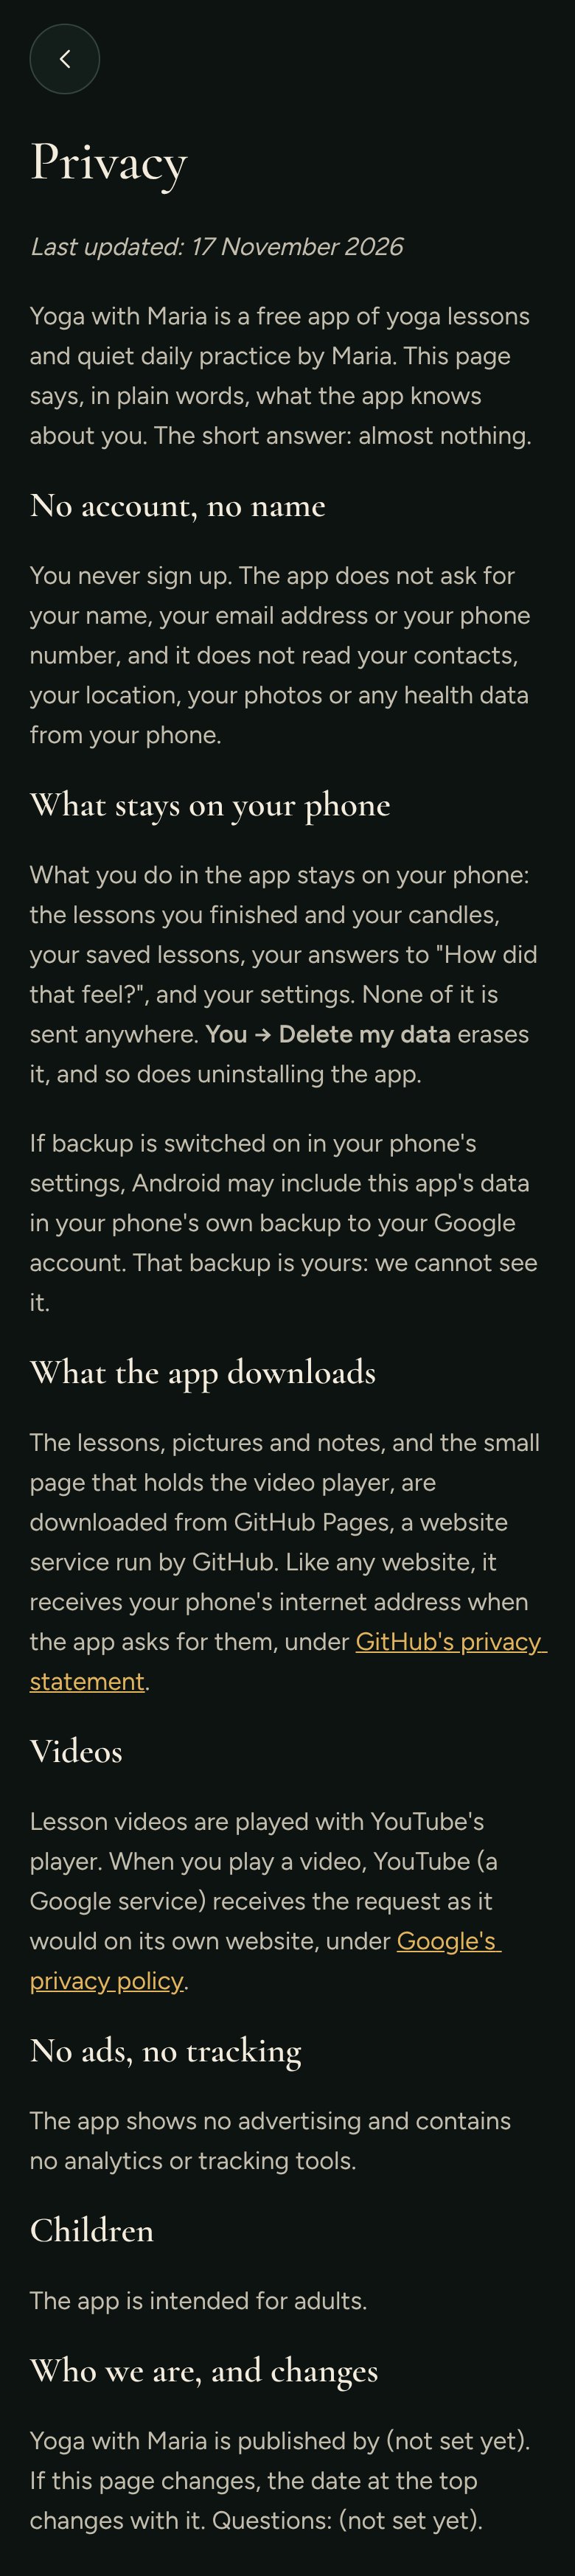 Privacy
Last updated: 17 November 2026
Yoga with Maria is a free app of yoga lessons
and quiet daily practice by Maria. This page
says, in plain words, what the app knows
about you. The short answer: almost nothing.
No account, no name
You never sign up. The app does not ask for
your name, your email address or your phone
number, and it does not read your contacts,
your location, your photos or any health data
from your phone.
What stays on your phone
What you do in the app stays on your phone:
the lessons you finished and your candles,
your saved lessons, your answers to "How did
that feel?", and your settings. None of it is
sent anywhere. You → Delete my data erases
it, and so does uninstalling the app.
If backup is switched on in your phone's
settings, Android may include this app's data
in your phone's own backup to your Google
account. That backup is yours: we cannot see
it.
What the app downloads
The lessons, pictures and notes, and the small
page that holds the video player, are
downloaded from GitHub Pages, a website
service run by GitHub. Like any website, it
receives your phone's internet address when
the app asks for them, under GitHub's privacy
statement.
Videos
Lesson videos are played with YouTube's
player. When you play a video, YouTube (a
Google service) receives the request as it
would on its own website, under Google's
privacy policy.
No ads, no tracking
The app shows no advertising and contains
no analytics or tracking tools.
Children
The app is intended for adults.
Who we are, and changes
Yoga with Maria is published by (not set yet).
If this page changes, the date at the top
changes with it. Questions: (not set yet).